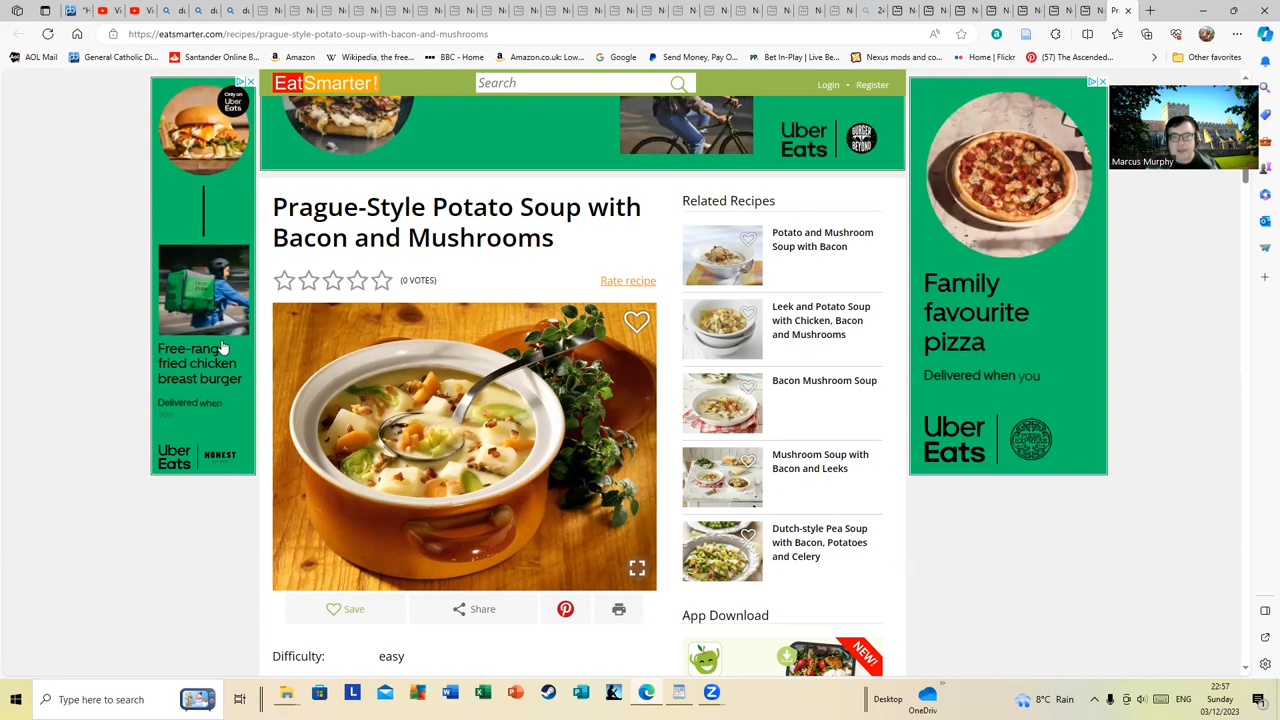 https://eatsmarter.com/recipes/prague-style-potato-soup-with-bacon-and-mushrooms
AOL Mail
Santander Online B...
Amazon
Wikipedia, the free...
BBC - Home
Amazon.co.uk: Low...
Google
Send Money, Pay O...
Bet In-Play | Live Be...
Nexus mods and co...
Home | Flickr
(57) The Ascended...
Other favorites
EatSmarter!
Search
Login • Register
Only on Uber Eats
Uber Eats
BURGER & BEYOND
Marcus Murphy
Prague-Style Potato Soup with
Bacon and Mushrooms
(0 VOTES)
Rate recipe
Save
Share
Difficulty: easy
Related Recipes
Potato and Mushroom
Soup with Bacon
Leek and Potato Soup
with Chicken, Bacon
and Mushrooms
Bacon Mushroom Soup
Mushroom Soup with
Bacon and Leeks
Dutch-style Pea Soup
with Bacon, Potatoes
and Celery
App Download
NEW!
Free-range
fried chicken
breast burger
Delivered when
Uber Eats
HONEST
Family
favourite
pizza
Delivered when you
Uber
Eats
Type here to search
Desktop
OneDriv
8°C Rain
ENG
22:57
Sunday
03/12/2023